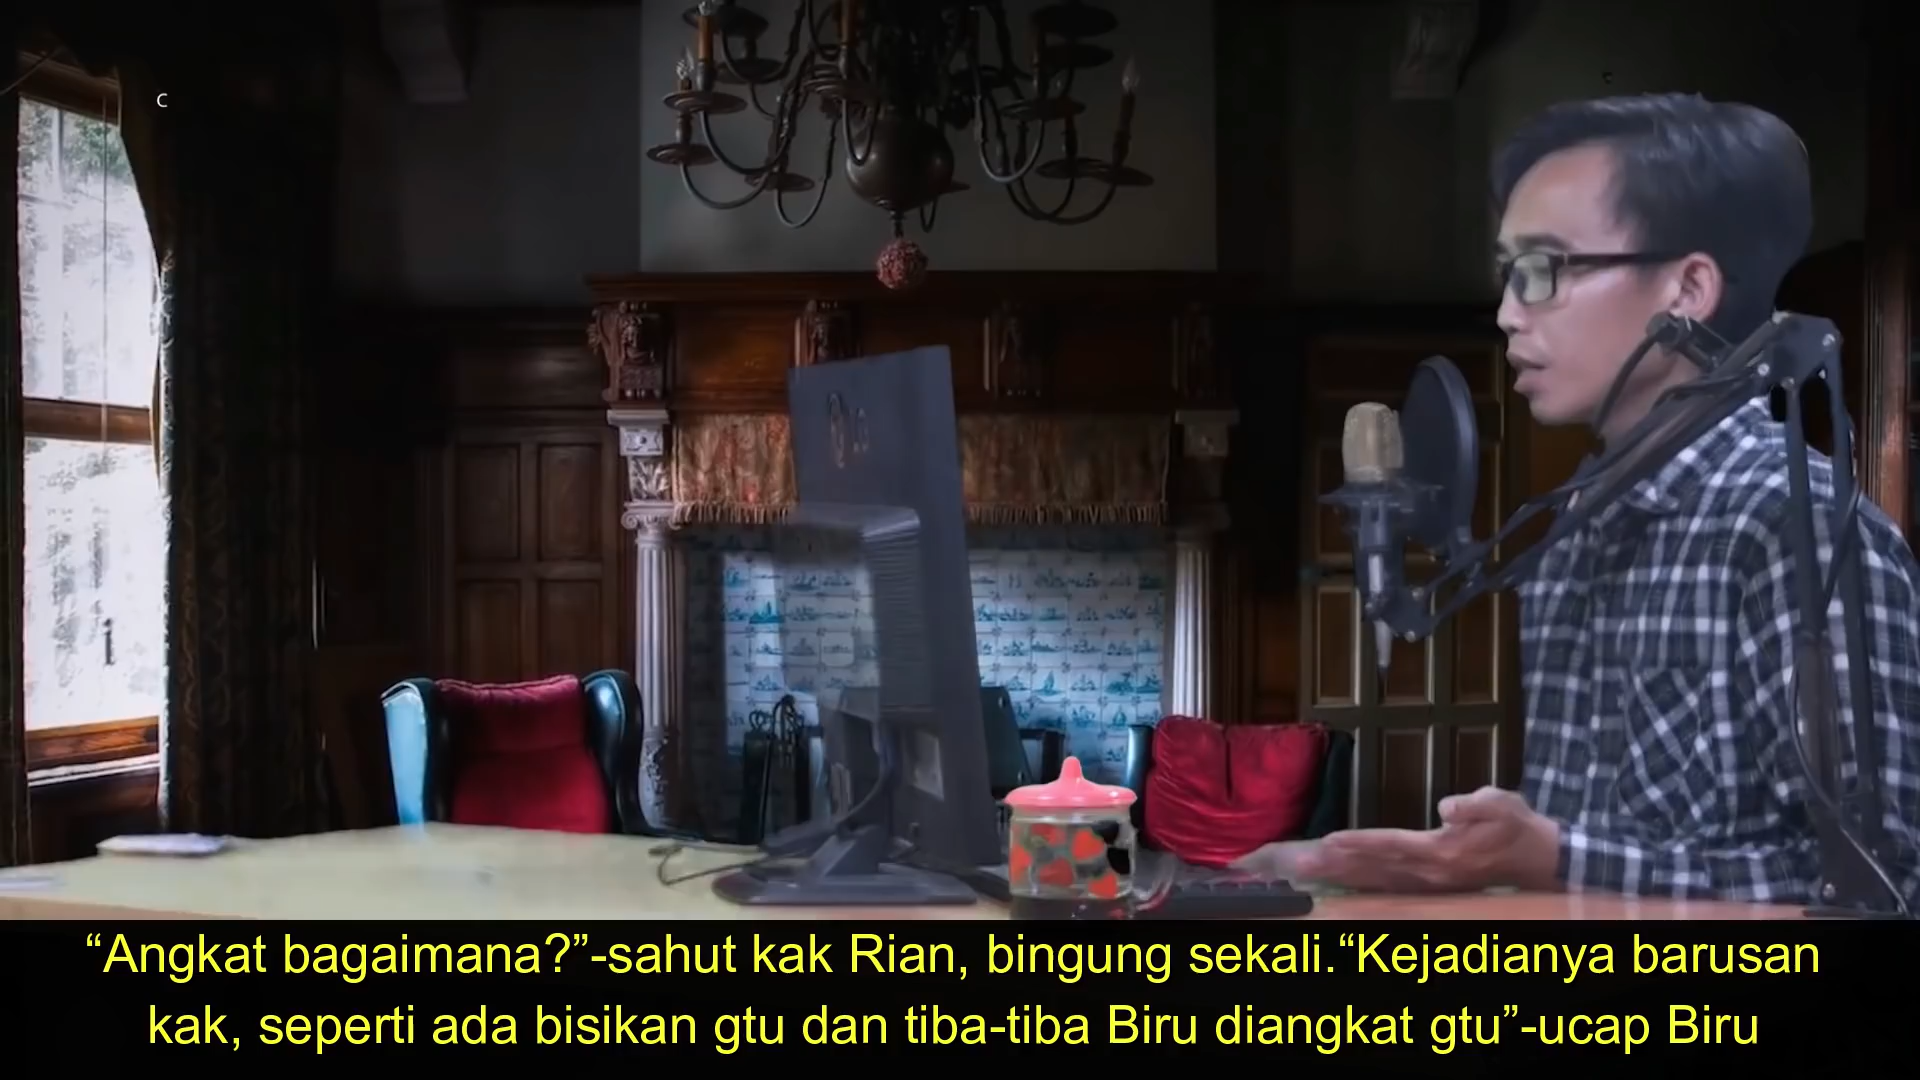 C
“Angkat bagaimana?”-sahut kak Rian, bingung sekali.“Kejadianya barusan
kak, seperti ada bisikan gtu dan tiba-tiba Biru diangkat gtu”-ucap Biru